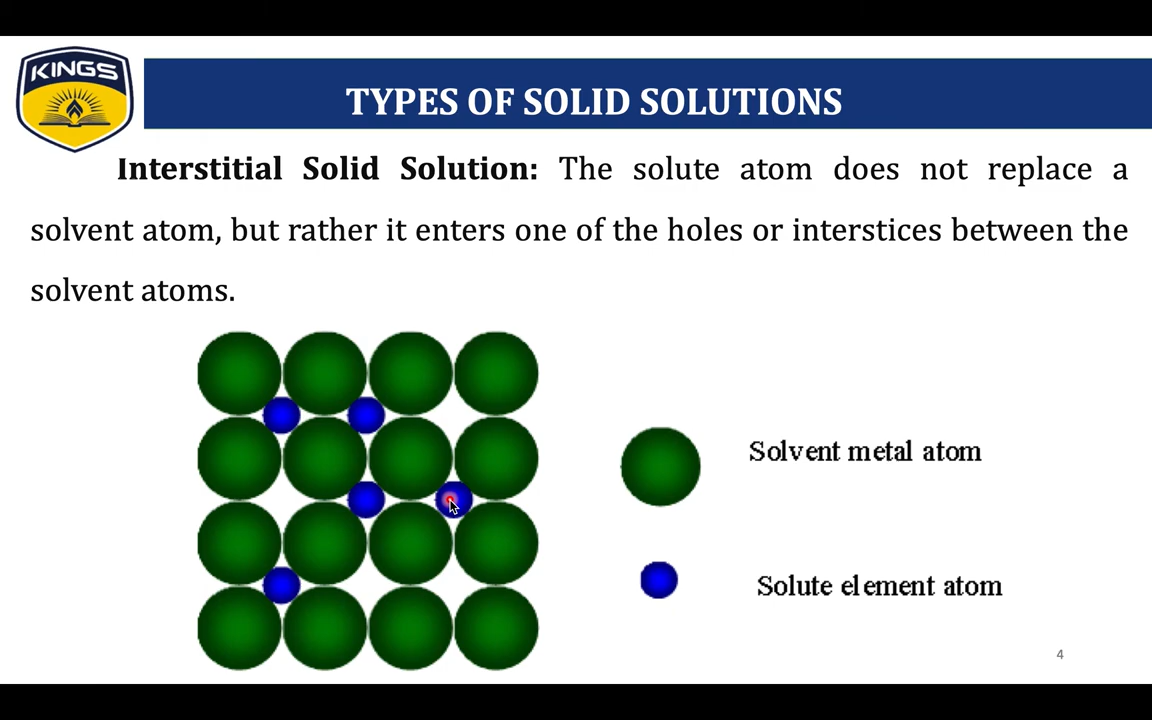 KINGS
TYPES OF SOLID SOLUTIONS
Interstitial Solid Solution: The solute atom does not replace a
solvent atom, but rather it enters one of the holes or interstices between the
solvent atoms.
Solvent metal atom
Solute element atom
4